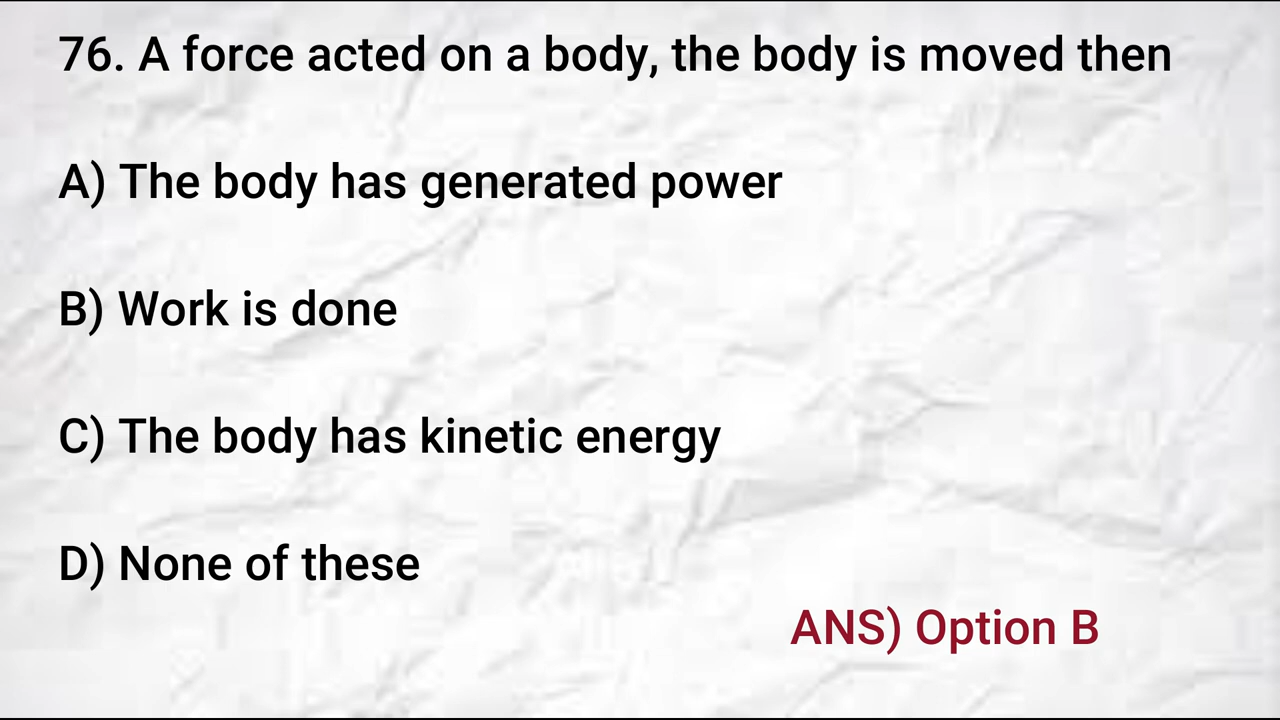 76. A force acted on a body, the body is moved then
A) The body has generated power
B) Work is done
C) The body has kinetic energy
D) None of these
ANS) Option B